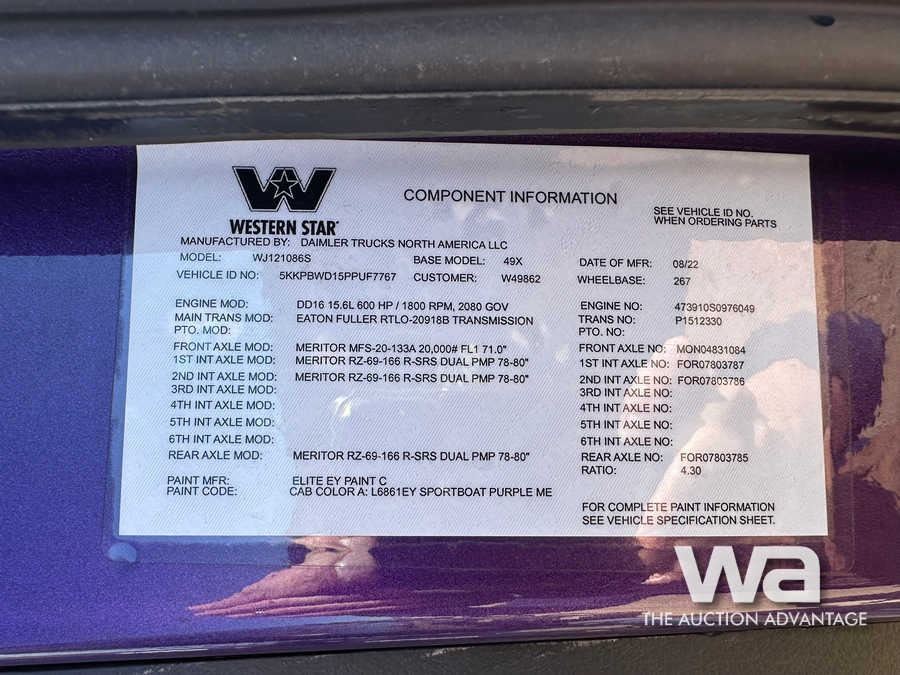 W
WESTERN STAR
COMPONENT INFORMATION
SEE VEHICLE ID NO.
WHEN ORDERING PARTS
MANUFACTURED BY: DAIMLER TRUCKS NORTH AMERICA LLC
MODEL: WJ121086S BASE MODEL: 49X DATE OF MFR: 08/22
VEHICLE ID NO: 5KKPBWD15PPUF7767 CUSTOMER: W49862 WHEELBASE: 267
ENGINE MOD: DD16 15.6L 600 HP / 1800 RPM, 2080 GOV ENGINE NO: 473910S0976049
MAIN TRANS MOD: EATON FULLER RTLO-20918B TRANSMISSION TRANS NO: P1512330
PTO. MOD: PTO. NO:
FRONT AXLE MOD: MERITOR MFS-20-133A 20,000# FL1 71.0" FRONT AXLE NO: MON04831084
1ST INT AXLE MOD: MERITOR RZ-69-166 R-SRS DUAL PMP 78-80" 1ST INT AXLE NO: FOR07803787
2ND INT AXLE MOD: MERITOR RZ-69-166 R-SRS DUAL PMP 78-80" 2ND INT AXLE NO: FOR07803786
3RD INT AXLE MOD: 3RD INT AXLE NO:
4TH INT AXLE MOD: 4TH INT AXLE NO:
5TH INT AXLE MOD: 5TH INT AXLE NO:
6TH INT AXLE MOD: 6TH INT AXLE NO:
REAR AXLE MOD: MERITOR RZ-69-166 R-SRS DUAL PMP 78-80" REAR AXLE NO: FOR07803785
RATIO: 4.30
PAINT MFR: ELITE EY PAINT C
PAINT CODE: CAB COLOR A: L6861EY SPORTBOAT PURPLE ME
FOR COMPLETE PAINT INFORMATION
SEE VEHICLE SPECIFICATION SHEET.
wa
THE AUCTION ADVANTAGE